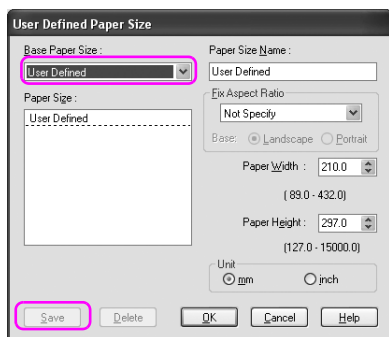 User Defined Paper Size
Base Paper Size :
User Defined
Paper Size :
User Defined
Paper Size Name :
User Defined
Fix Aspect Ratio
Not Specify
Base: Landscape Portrait
Paper Width : 210.0
( 89.0 - 432.0)
Paper Height : 297.0
(127.0 - 15000.0)
Unit
mm inch
Save Delete OK Cancel Help